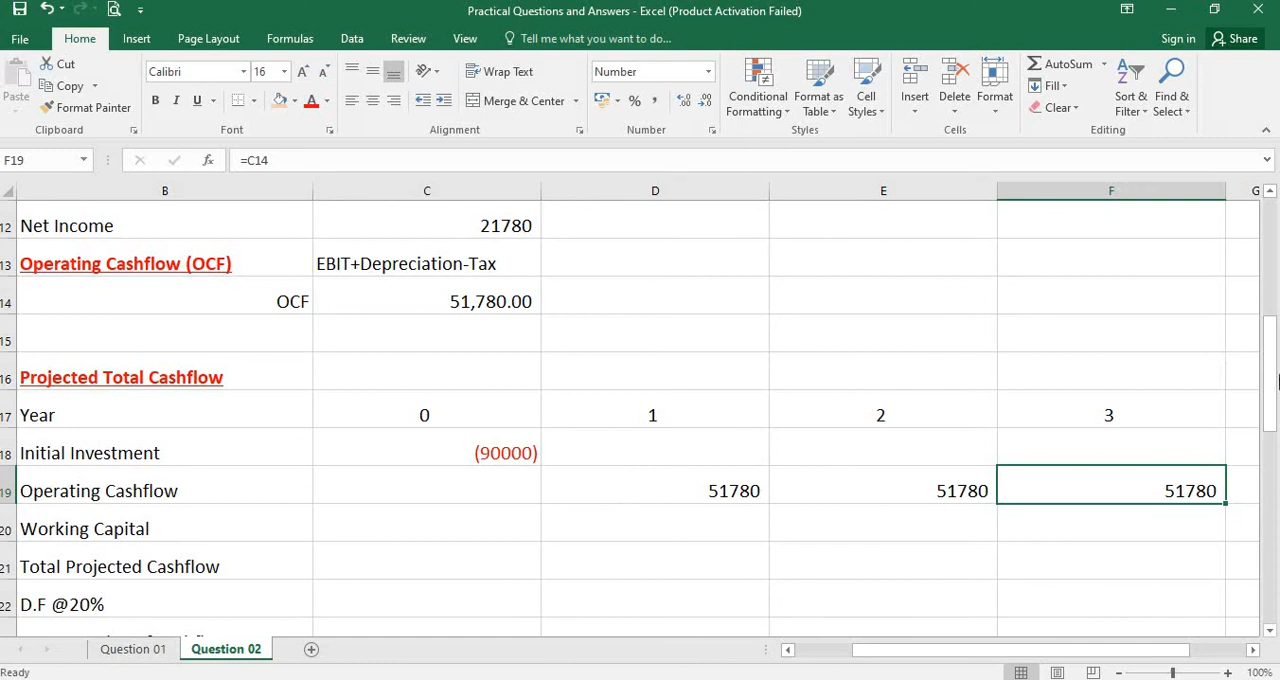 Practical Questions and Answers - Excel (Product Activation Failed)
File Home Insert Page Layout Formulas Data Review View Tell me what you want to do... Sign in Share
Paste
Cut
Copy
Format Painter
Clipboard
Calibri 16
B I U
Font
Wrap Text
Merge & Center
Alignment
Number
% ,
Number
Conditional Formatting
Format as Table
Cell Styles
Styles
Insert
Delete
Format
Cells
AutoSum
Fill
Clear
Sort & Filter
Find & Select
Editing
F19 fx =C14
B C D E F G
12 Net Income 21780
13 Operating Cashflow (OCF) EBIT+Depreciation-Tax
14 OCF 51,780.00
15
16 Projected Total Cashflow
17 Year 0 1 2 3
18 Initial Investment (90000)
19 Operating Cashflow 51780 51780 51780
20 Working Capital
21 Total Projected Cashflow
22 D.F @20%
Question 01 Question 02
Ready 100%